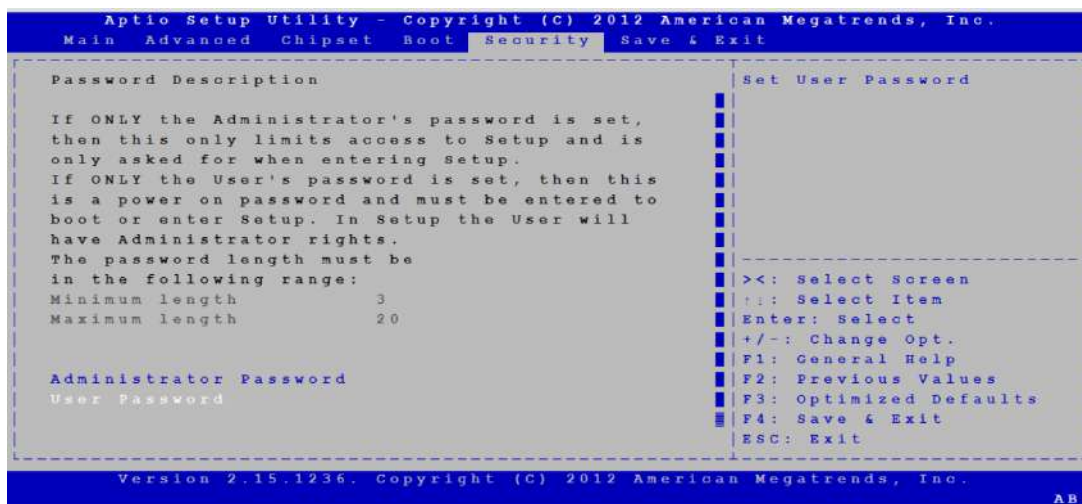 Aptio Setup Utility - Copyright (C) 2012 American Megatrends, Inc.
Main Advanced Chipset Boot Security Save & Exit
Password Description
If ONLY the Administrator's password is set,
then this only limits access to Setup and is
only asked for when entering Setup.
If ONLY the User's password is set, then this
is a power on password and must be entered to
boot or enter Setup. In Setup the User will
have Administrator rights.
The password length must be
in the following range:
Minimum length 3
Maximum length 20
Administrator Password
User Password
Set User Password
><: Select Screen
↑↓: Select Item
Enter: Select
+/-: Change Opt.
F1: General Help
F2: Previous Values
F3: Optimized Defaults
F4: Save & Exit
ESC: Exit
Version 2.15.1236. Copyright (C) 2012 American Megatrends, Inc.
AB